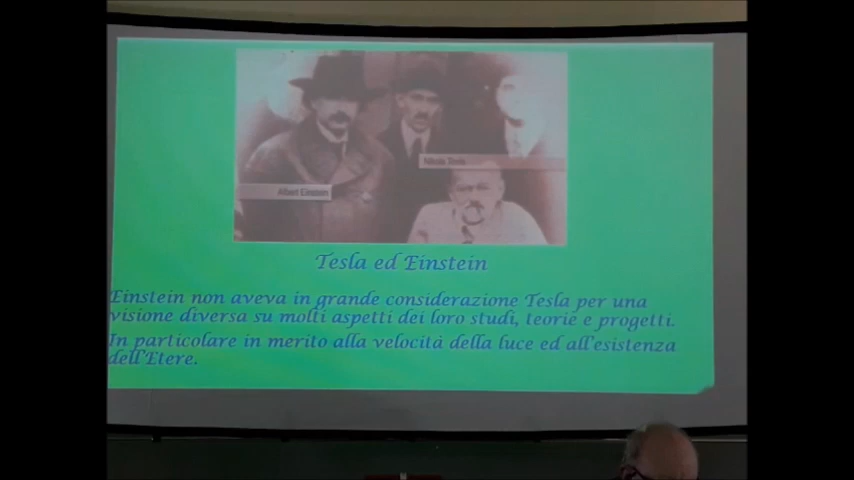 Nikola Tesla
Albert Einstein
Tesla ed Einstein
Einstein non aveva in grande considerazione Tesla per una
visione diversa su molti aspetti dei loro studi, teorie e progetti.
In particolare in merito alla velocità della luce ed all'esistenza
dell'Etere.